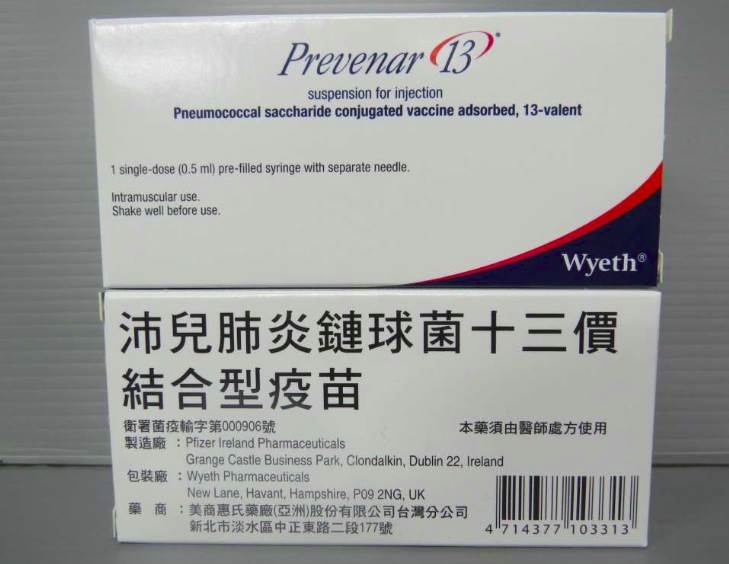 Prevenar 13®
suspension for injection
Pneumococcal saccharide conjugated vaccine adsorbed, 13-valent
1 single-dose (0.5 ml) pre-filled syringe with separate needle.
Intramuscular use.
Shake well before use.
Wyeth®
沛兒肺炎鏈球菌十三價
結合型疫苗
衛署菌疫輸字第000906號
本藥須由醫師處方使用
製造廠：Pfizer Ireland Pharmaceuticals
Grange Castle Business Park, Clondalkin, Dublin 22, Ireland
包裝廠：Wyeth Pharmaceuticals
New Lane, Havant, Hampshire, P09 2NG, UK
藥 商：美商惠氏藥廠(亞洲)股份有限公司台灣分公司
新北市淡水區中正東路二段177號
4 714377 103313